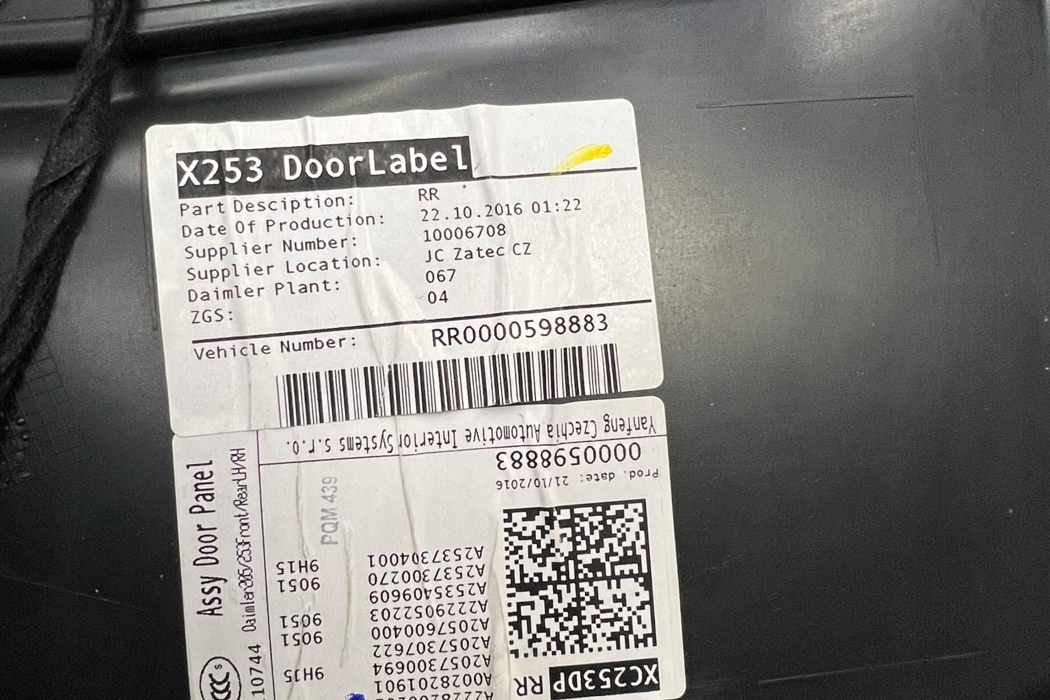 X253 DoorLabel
Part Desciption: RR
Date Of Production: 22.10.2016 01:22
Supplier Number: 10006708
Supplier Location: JC Zatec CZ
Daimler Plant: 067
ZGS: 04
Vehicle Number: RR0000598883
Yanfeng Czechia Automotive Interior Systems s.r.o.
0000598883
Prod. date: 21/10/2016
Assy Door Panel
Daimler205/253Front/RearLH/RH
10744
PQM 439
A2537304001 9H15
A2537300270 9051
A2535409609
A2229052203 9051
A2057600400 9051
A2057307622
A2057300694 9H15
A0028201901
XC253DP RR